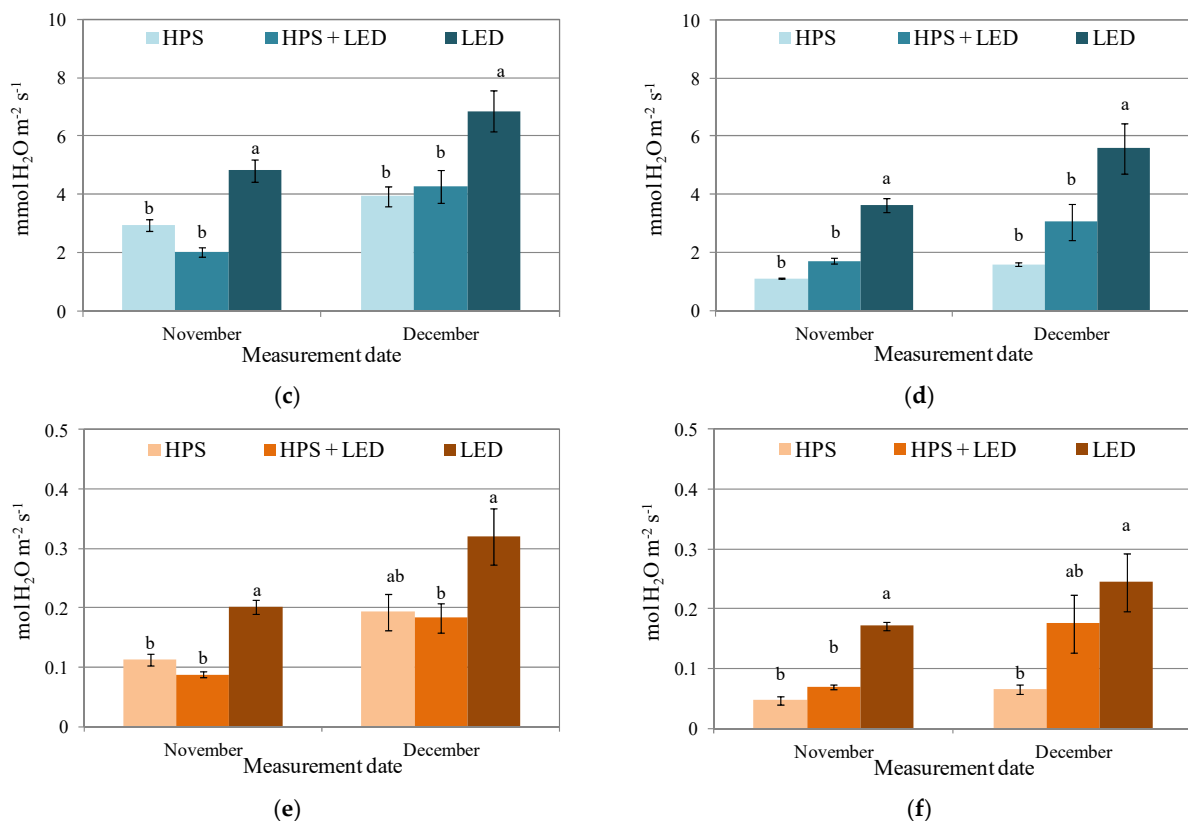 10
8
6
4
2
0
mmol H₂O m⁻² s⁻¹
HPS HPS + LED LED
b b a
b b a
November December
Measurement date
(c)
10
8
6
4
2
0
mmol H₂O m⁻² s⁻¹
HPS HPS + LED LED
b b a
b b a
November December
Measurement date
(d)
0.5
0.4
0.3
0.2
0.1
0
mol H₂O m⁻² s⁻¹
HPS HPS + LED LED
b b a
ab b a
November December
Measurement date
(e)
0.5
0.4
0.3
0.2
0.1
0
mol H₂O m⁻² s⁻¹
HPS HPS + LED LED
b b a
b ab a
November December
Measurement date
(f)